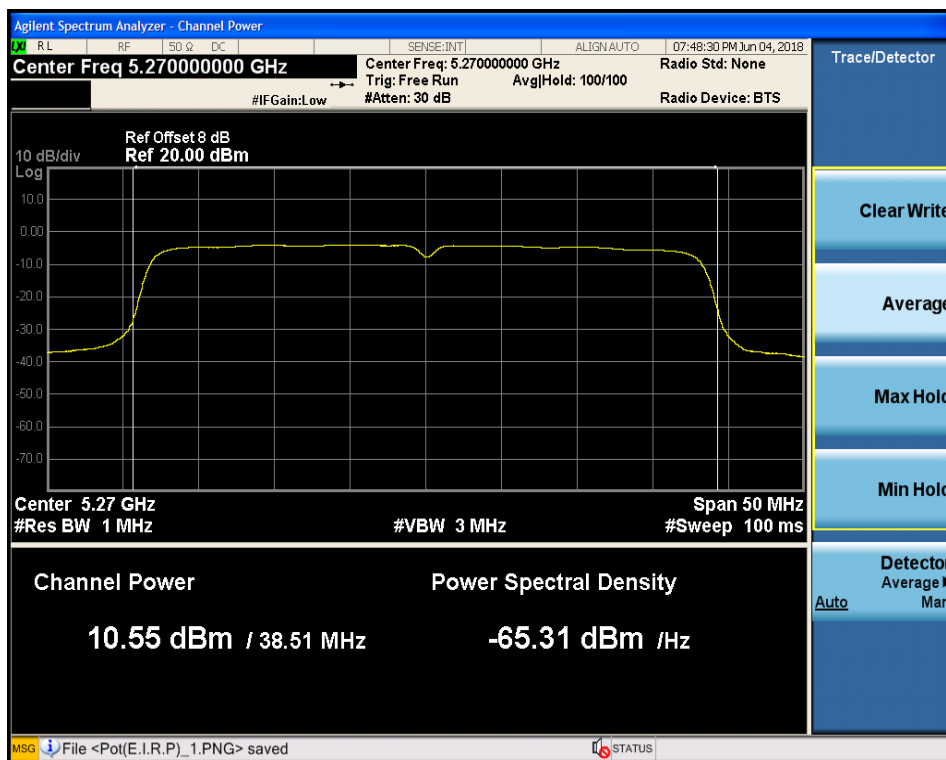 Agilent Spectrum Analyzer - Channel Power
LXI RL RF 50 Ω DC SENSE:INT ALIGN AUTO 07:48:30 PM Jun 04, 2018
Center Freq 5.270000000 GHz
Center Freq: 5.270000000 GHz
Radio Std: None
Trig: Free Run Avg|Hold: 100/100
#IFGain:Low
#Atten: 30 dB
Radio Device: BTS
Trace/Detector
Ref Offset 8 dB
10 dB/div Ref 20.00 dBm
Log
10.0
0.00
-10.0
-20.0
-30.0
-40.0
-50.0
-60.0
-70.0
Center 5.27 GHz Span 50 MHz
#Res BW 1 MHz #VBW 3 MHz #Sweep 100 ms
Channel Power Power Spectral Density
10.55 dBm / 38.51 MHz -65.31 dBm /Hz
Clear Write
Average
Max Hold
Min Hold
Detector
Average
Auto Man
MSG File <Pot(E.I.R.P)_1.PNG> saved STATUS